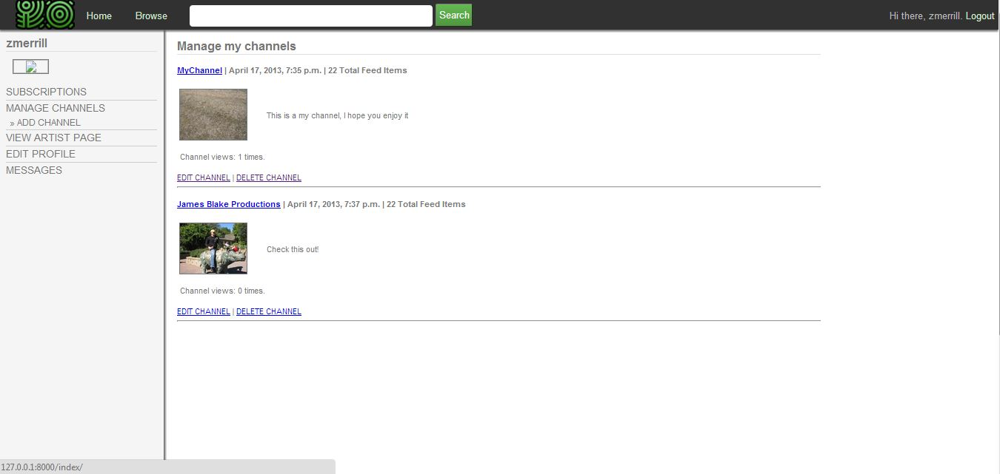 Home Browse Search Hi there, zmerrill. Logout
zmerrill
SUBSCRIPTIONS
MANAGE CHANNELS
» ADD CHANNEL
VIEW ARTIST PAGE
EDIT PROFILE
MESSAGES
Manage my channels
MyChannel | April 17, 2013, 7:35 p.m. | 22 Total Feed Items
This is a my channel, I hope you enjoy it
Channel views: 1 times.
EDIT CHANNEL | DELETE CHANNEL
James Blake Productions | April 17, 2013, 7:37 p.m. | 22 Total Feed Items
Check this out!
Channel views: 0 times.
EDIT CHANNEL | DELETE CHANNEL
127.0.0.1:8000/index/